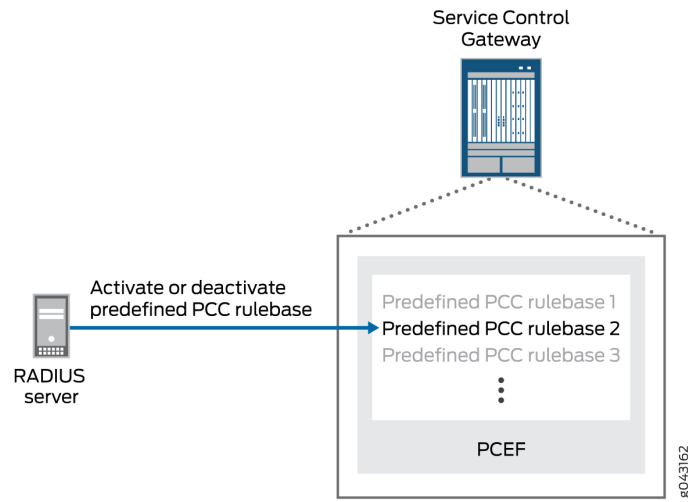 Service Control
Gateway
Activate or deactivate
predefined PCC rulebase
RADIUS
server
Predefined PCC rulebase 1
Predefined PCC rulebase 2
Predefined PCC rulebase 3
PCEF
g043162